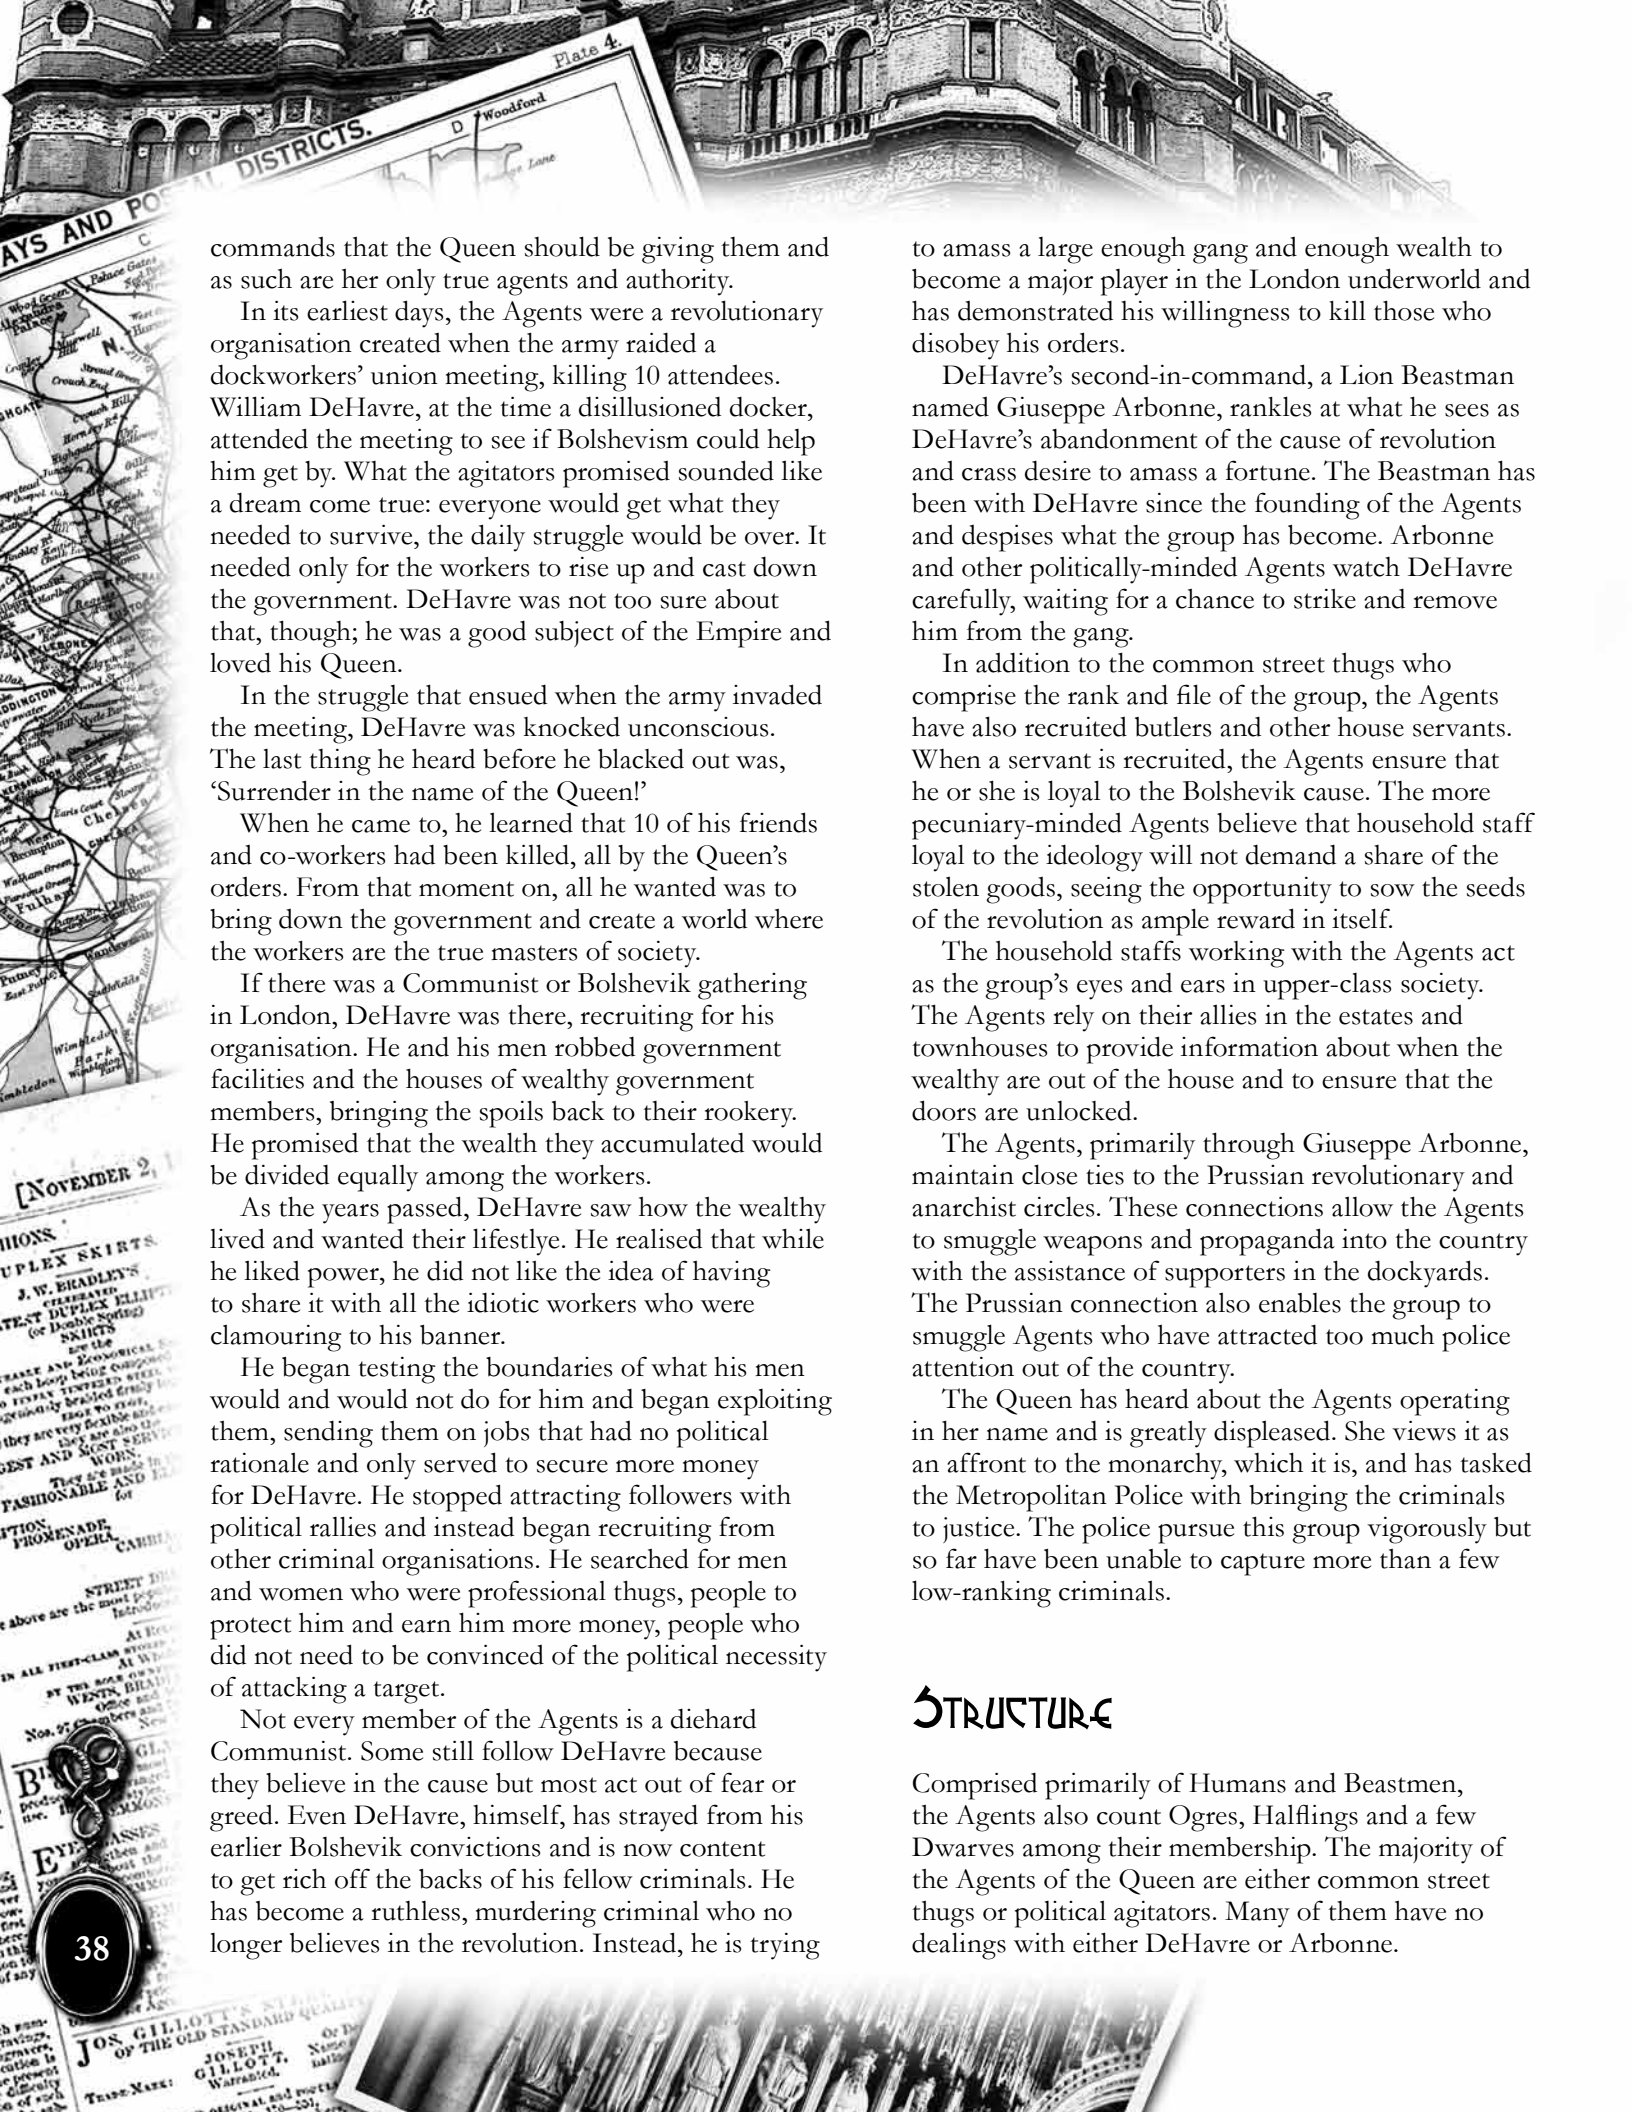 Plate 4.
D Woodford
DISTRICTS.
AYS AND PO
C
[NOVEMBER 2,
UPLEX SKIRTS
J. W. BRADLEY'S
commands that the Queen should be giving them and
as such are her only true agents and authority.
In its earliest days, the Agents were a revolutionary
organisation created when the army raided a
dockworkers’ union meeting, killing 10 attendees.
William DeHavre, at the time a disillusioned docker,
attended the meeting to see if Bolshevism could help
him get by. What the agitators promised sounded like
a dream come true: everyone would get what they
needed to survive, the daily struggle would be over. It
needed only for the workers to rise up and cast down
the government. DeHavre was not too sure about
that, though; he was a good subject of the Empire and
loved his Queen.
In the struggle that ensued when the army invaded
the meeting, DeHavre was knocked unconscious.
The last thing he heard before he blacked out was,
‘Surrender in the name of the Queen!’
When he came to, he learned that 10 of his friends
and co-workers had been killed, all by the Queen’s
orders. From that moment on, all he wanted was to
bring down the government and create a world where
the workers are the true masters of society.
If there was a Communist or Bolshevik gathering
in London, DeHavre was there, recruiting for his
organisation. He and his men robbed government
facilities and the houses of wealthy government
members, bringing the spoils back to their rookery.
He promised that the wealth they accumulated would
be divided equally among the workers.
As the years passed, DeHavre saw how the wealthy
lived and wanted their lifestlye. He realised that while
he liked power, he did not like the idea of having
to share it with all the idiotic workers who were
clamouring to his banner.
He began testing the boundaries of what his men
would and would not do for him and began exploiting
them, sending them on jobs that had no political
rationale and only served to secure more money
for DeHavre. He stopped attracting followers with
political rallies and instead began recruiting from
other criminal organisations. He searched for men
and women who were professional thugs, people to
protect him and earn him more money, people who
did not need to be convinced of the political necessity
of attacking a target.
Not every member of the Agents is a diehard
Communist. Some still follow DeHavre because
they believe in the cause but most act out of fear or
greed. Even DeHavre, himself, has strayed from his
earlier Bolshevik convictions and is now content
to get rich off the backs of his fellow criminals. He
has become a ruthless, murdering criminal who no
longer believes in the revolution. Instead, he is trying
to amass a large enough gang and enough wealth to
become a major player in the London underworld and
has demonstrated his willingness to kill those who
disobey his orders.
DeHavre’s second-in-command, a Lion Beastman
named Giuseppe Arbonne, rankles at what he sees as
DeHavre’s abandonment of the cause of revolution
and crass desire to amass a fortune. The Beastman has
been with DeHavre since the founding of the Agents
and despises what the group has become. Arbonne
and other politically-minded Agents watch DeHavre
carefully, waiting for a chance to strike and remove
him from the gang.
In addition to the common street thugs who
comprise the rank and file of the group, the Agents
have also recruited butlers and other house servants.
When a servant is recruited, the Agents ensure that
he or she is loyal to the Bolshevik cause. The more
pecuniary-minded Agents believe that household staff
loyal to the ideology will not demand a share of the
stolen goods, seeing the opportunity to sow the seeds
of the revolution as ample reward in itself.
The household staffs working with the Agents act
as the group’s eyes and ears in upper-class society.
The Agents rely on their allies in the estates and
townhouses to provide information about when the
wealthy are out of the house and to ensure that the
doors are unlocked.
The Agents, primarily through Giuseppe Arbonne,
maintain close ties to the Prussian revolutionary and
anarchist circles. These connections allow the Agents
to smuggle weapons and propaganda into the country
with the assistance of supporters in the dockyards.
The Prussian connection also enables the group to
smuggle Agents who have attracted too much police
attention out of the country.
The Queen has heard about the Agents operating
in her name and is greatly displeased. She views it as
an affront to the monarchy, which it is, and has tasked
the Metropolitan Police with bringing the criminals
to justice. The police pursue this group vigorously but
so far have been unable to capture more than a few
low-ranking criminals.
STRUCTURE
Comprised primarily of Humans and Beastmen,
the Agents also count Ogres, Halflings and a few
Dwarves among their membership. The majority of
the Agents of the Queen are either common street
thugs or political agitators. Many of them have no
dealings with either DeHavre or Arbonne.
38
JOS. GILLOTT'S
OF THE OLD STANDARD
JOSEPH
GILLOTT,
Warranted.
TRADE MARK: